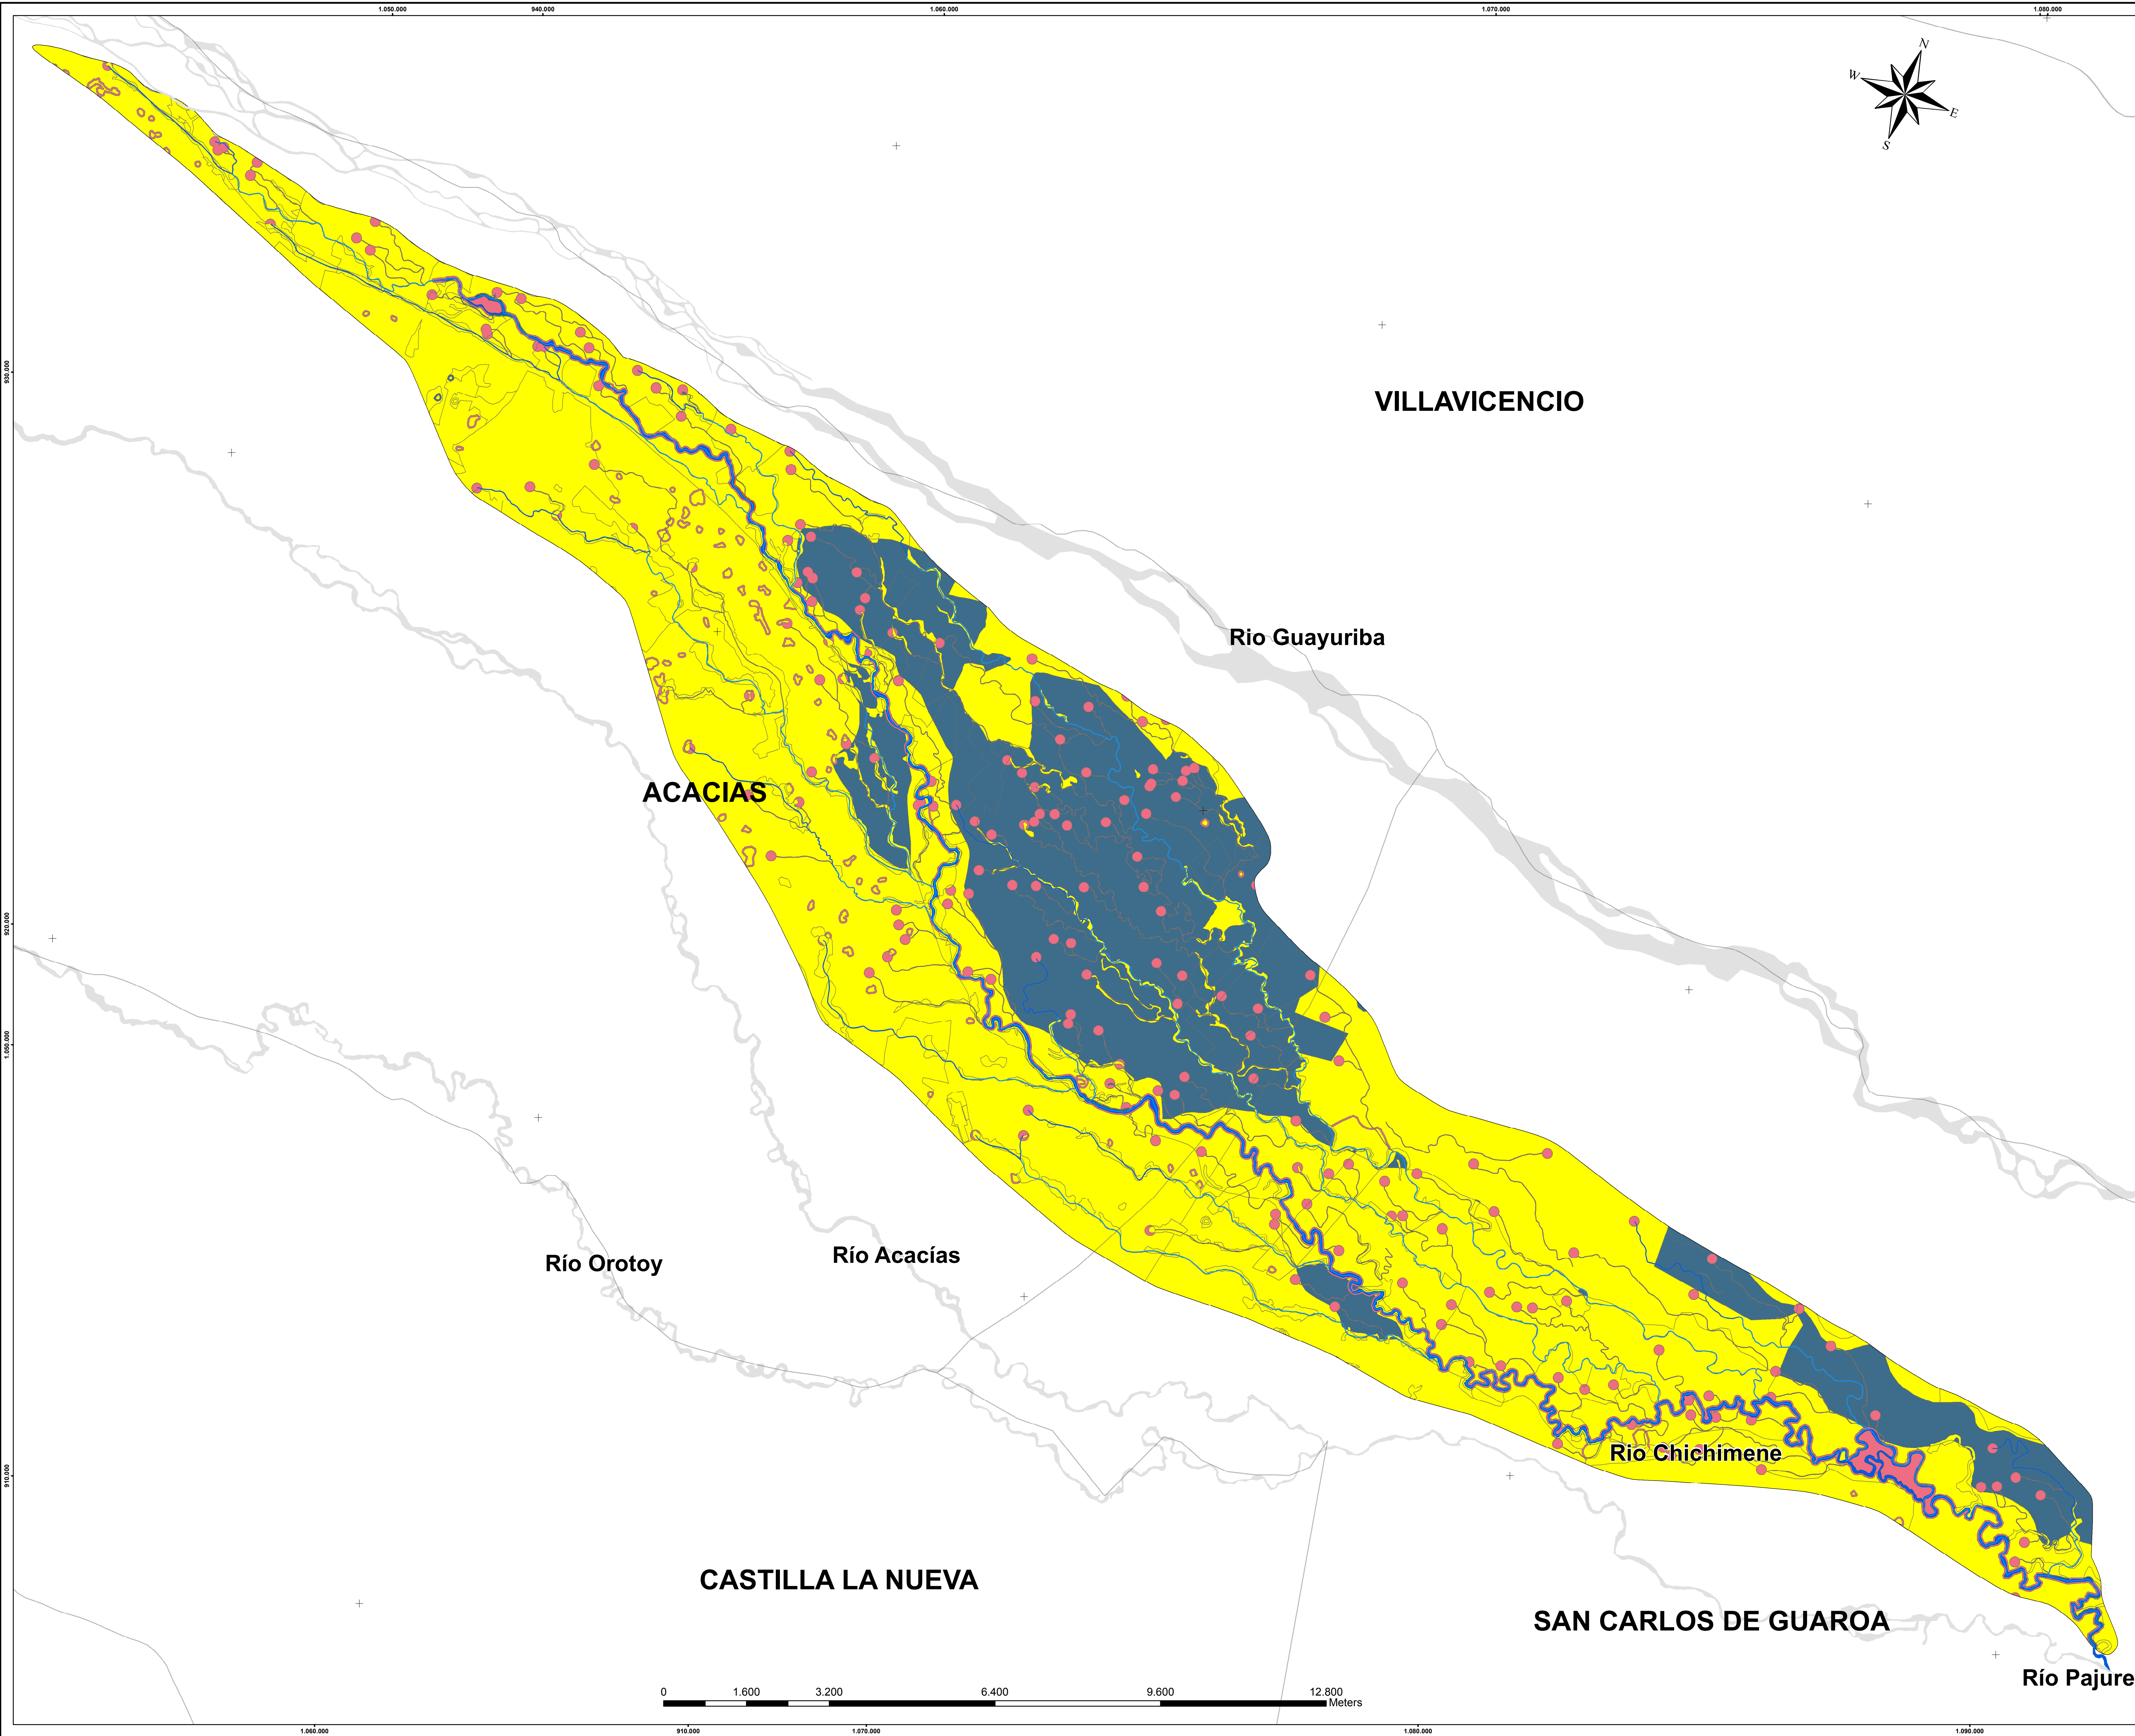 1.050.000 940.000 1.060.000 1.070.000 1.080.000
N
W
E
S
930.000
VILLAVICENCIO
Rio Guayuriba
ACACIAS
920.000
1.050.000
Río Orotoy
Río Acacías
Rio Chichimene
910.000
CASTILLA LA NUEVA
SAN CARLOS DE GUAROA
Río Pajure
0 1.600 3.200 6.400 9.600 12.800
Meters
1.060.000 910.000 1.070.000 1.080.000 1.090.000